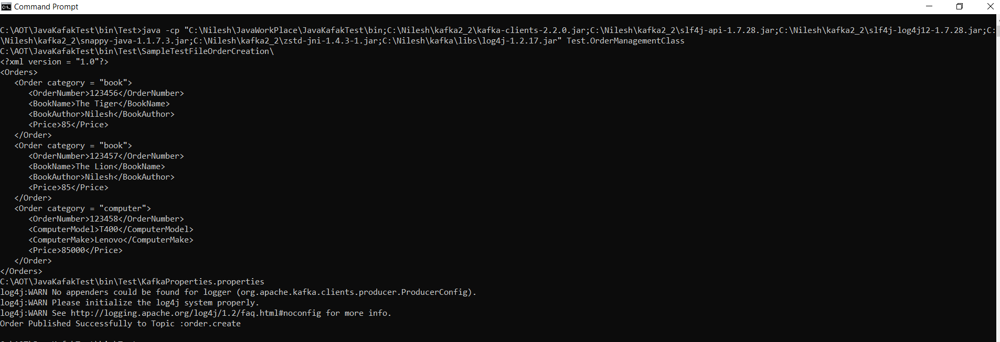 Command Prompt
C:\AOT\JavaKafakTest\bin\Test>java -cp "C:\Nilesh\JavaWorkPlace\JavaKafakTest\bin;C:\Nilesh\kafka2_2\kafka-clients-2.2.0.jar;C:\Nilesh\kafka2_2\slf4j-api-1.7.28.jar;C:\Nilesh\kafka2_2\slf4j-log4j12-1.7.28.jar;C:
\Nilesh\kafka2_2\snappy-java-1.1.7.3.jar;C:\Nilesh\kafka2_2\zstd-jni-1.4.3-1.jar;C:\Nilesh\kafka\libs\log4j-1.2.17.jar" Test.OrderManagementClass
C:\AOT\JavaKafakTest\bin\Test\SampleTestFileOrderCreation\
<?xml version = "1.0"?>
<Orders>
   <Order category = "book">
      <OrderNumber>123456</OrderNumber>
      <BookName>The Tiger</BookName>
      <BookAuthor>Nilesh</BookAuthor>
      <Price>85</Price>
   </Order>
   <Order category = "book">
      <OrderNumber>123457</OrderNumber>
      <BookName>The Lion</BookName>
      <BookAuthor>Nilesh</BookAuthor>
      <Price>85</Price>
   </Order>
   <Order category = "computer">
      <OrderNumber>123458</OrderNumber>
      <ComputerModel>T400</ComputerModel>
      <ComputerMake>Lenovo</ComputerMake>
      <Price>85000</Price>
   </Order>
</Orders>
C:\AOT\JavaKafakTest\bin\Test\KafkaProperties.properties
log4j:WARN No appenders could be found for logger (org.apache.kafka.clients.producer.ProducerConfig).
log4j:WARN Please initialize the log4j system properly.
log4j:WARN See http://logging.apache.org/log4j/1.2/faq.html#noconfig for more info.
Order Published Successfully to Topic :order.create